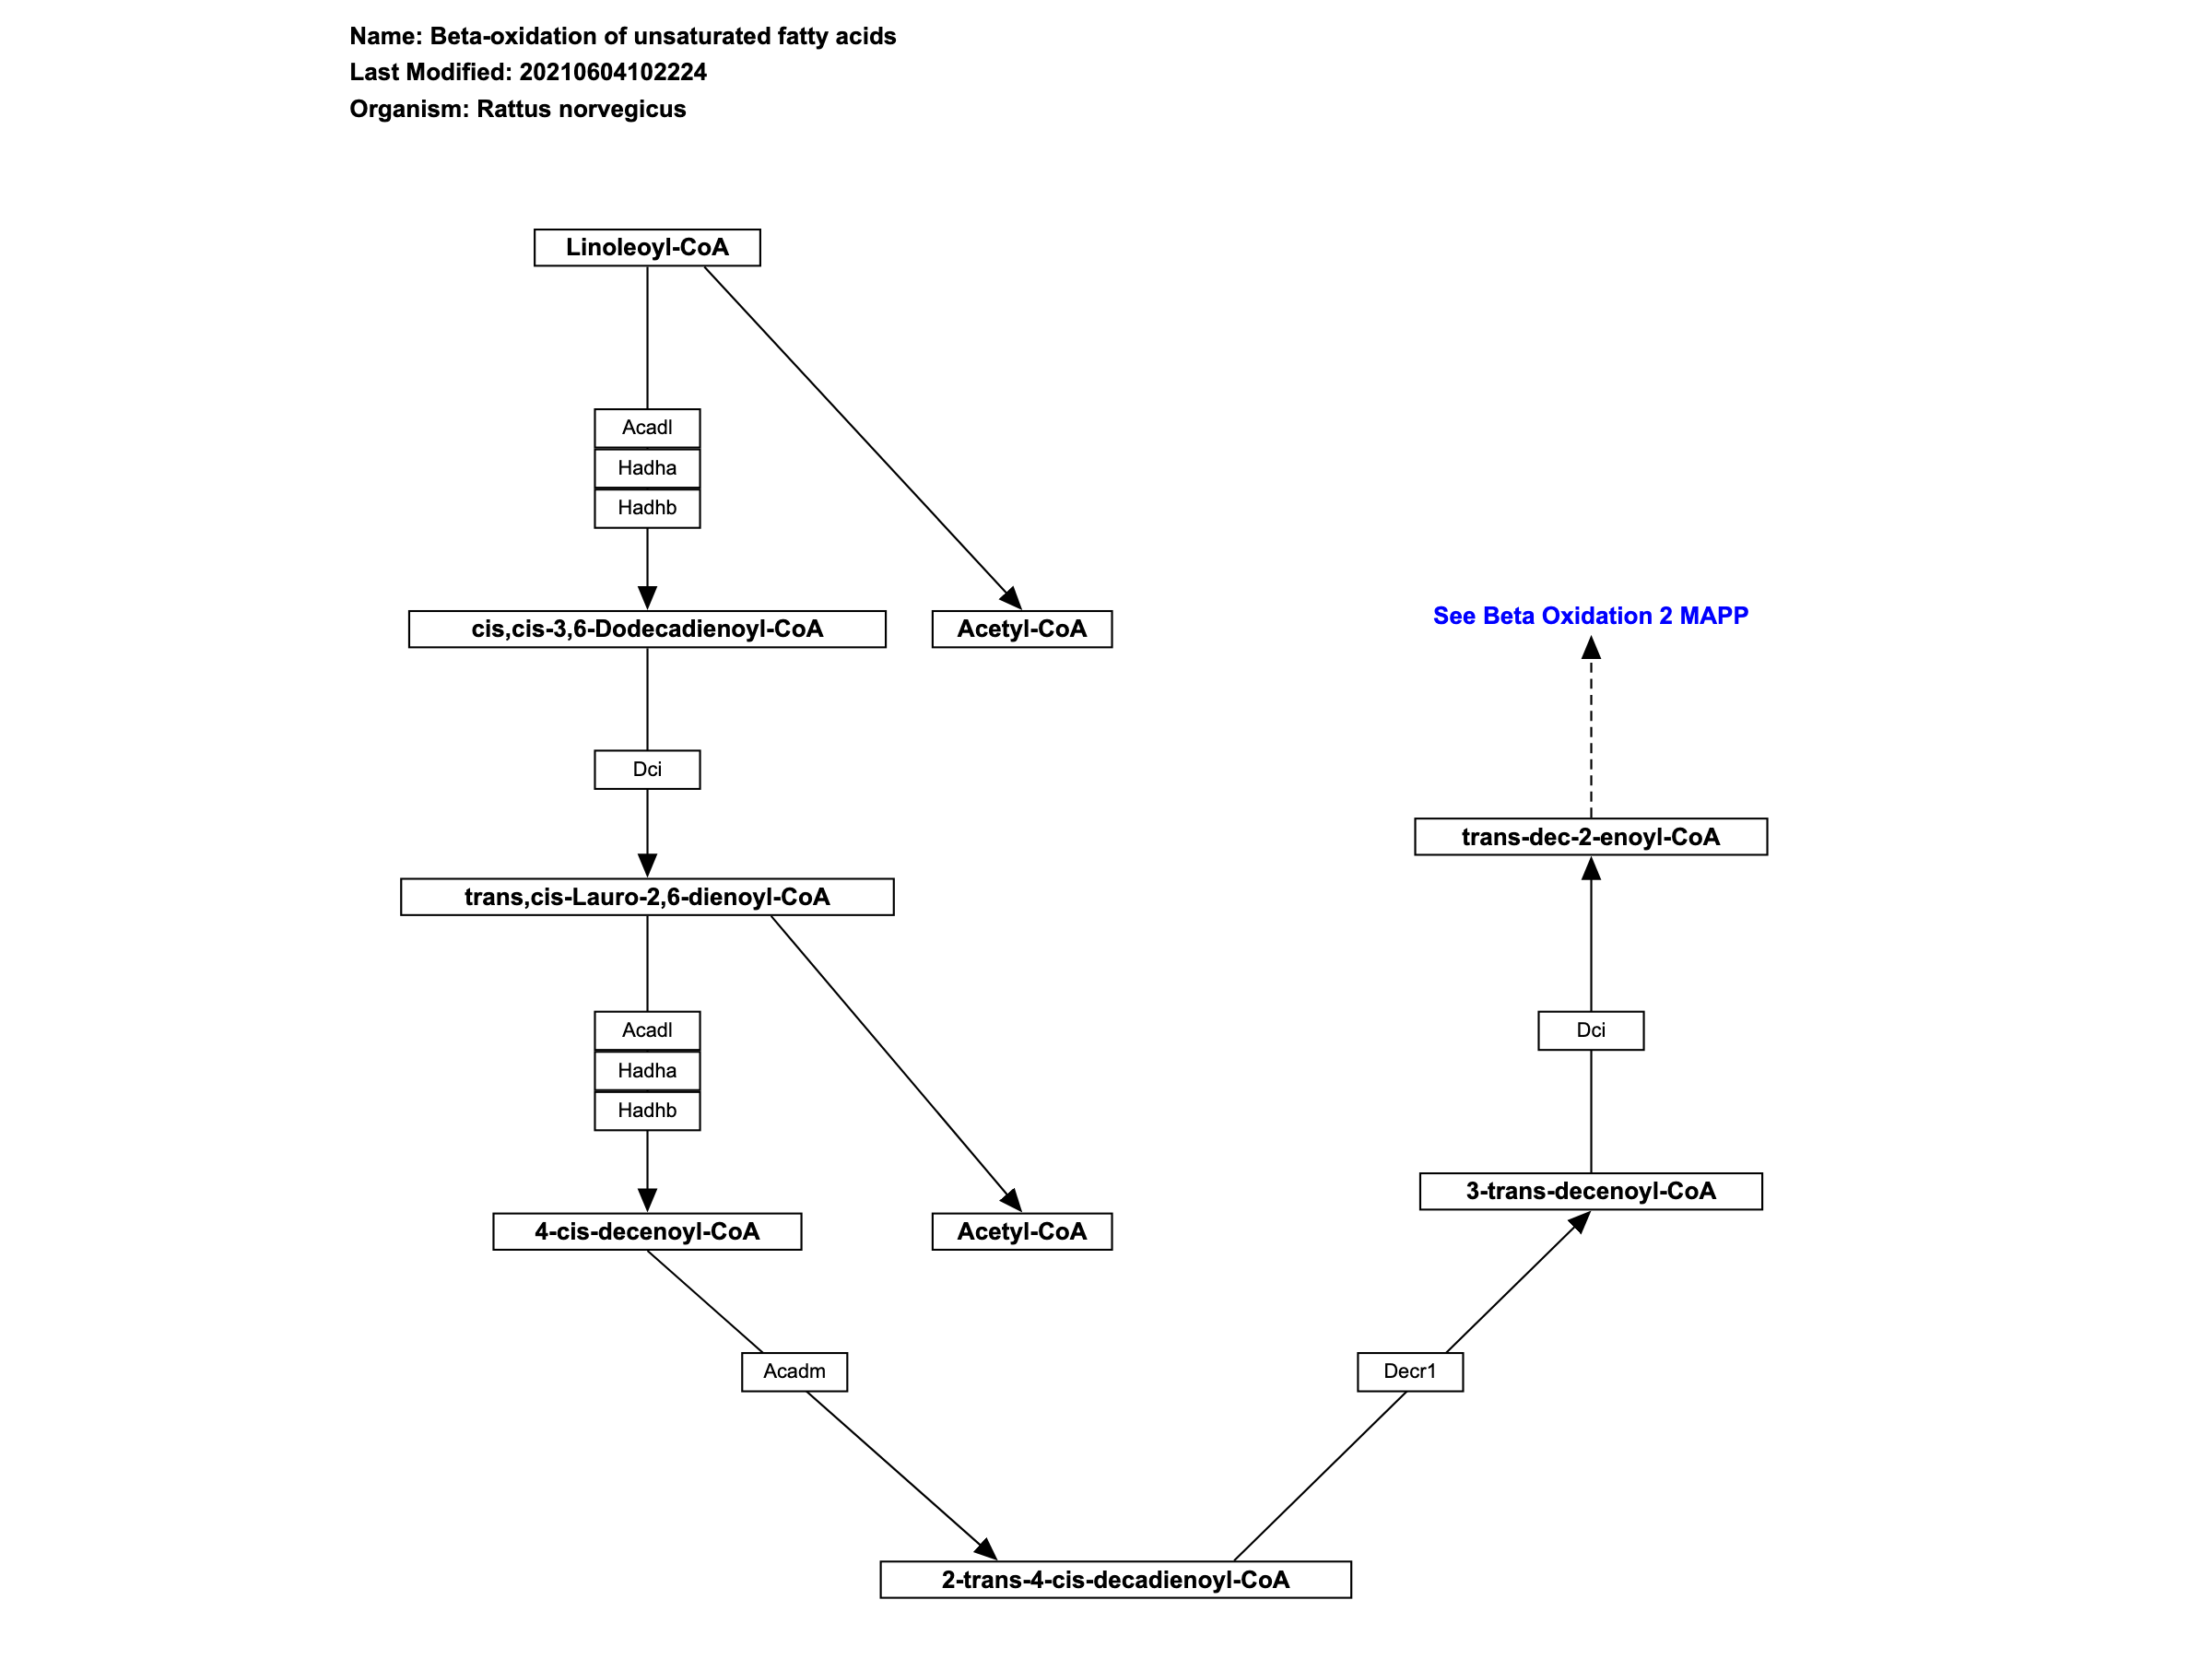 Name: Beta-oxidation of unsaturated fatty acids
Last Modified: 20210604102224
Organism: Rattus norvegicus
Linoleoyl-CoA
Acadl
Hadha
Hadhb
cis,cis-3,6-Dodecadienoyl-CoA
Acetyl-CoA
See Beta Oxidation 2 MAPP
Dci
trans-dec-2-enoyl-CoA
trans,cis-Lauro-2,6-dienoyl-CoA
Acadl
Dci
Hadha
Hadhb
3-trans-decenoyl-CoA
4-cis-decenoyl-CoA
Acetyl-CoA
Acadm
Decr1
2-trans-4-cis-decadienoyl-CoA